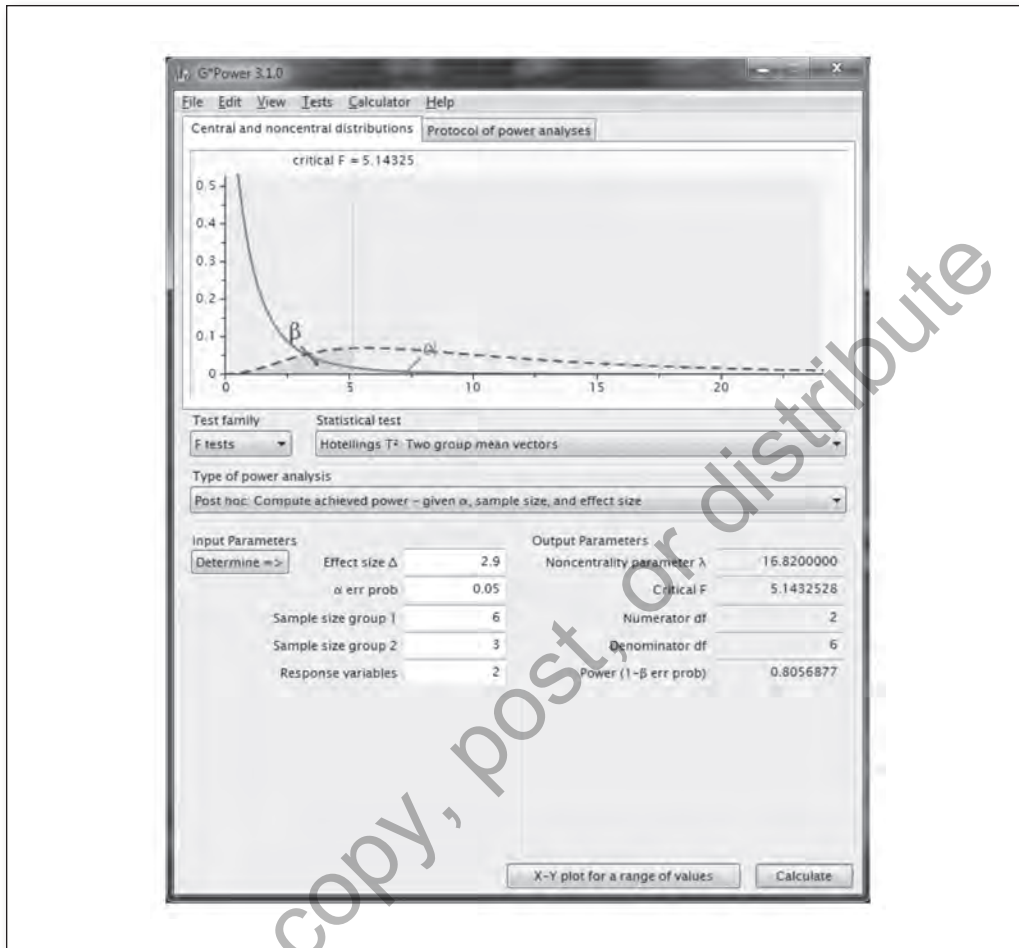 G*Power 3.1.0
File Edit View Tests Calculator Help
Central and noncentral distributions Protocol of power analyses
critical F = 5.14325
0.5
0.4
0.3
0.2
0.1
0
β
α
0 5 10 15 20
Test family Statistical test
F tests Hotellings T² Two group mean vectors
Type of power analysis
Post hoc: Compute achieved power – given α, sample size, and effect size
Input Parameters Output Parameters
Determine => Effect size Δ 2.9 Noncentrality parameter λ 16.8200000
α err prob 0.05 Critical F 5.1432528
Sample size group 1 6 Numerator df 2
Sample size group 2 3 Denominator df 6
Response variables 2 Power (1-β err prob) 0.8056877
X-Y plot for a range of values Calculate
copy, post, or distribute